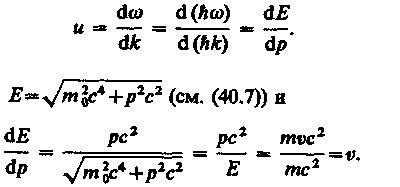 u = dω/dk = d (ħω)/d (ħk) = dE/dp.
E=√(m₀²c⁴+p²c²) (см. (40.7)) и
dE/dp = pc²/√(m₀²c⁴+p²c²) = pc²/E = mvc²/mc² = v.